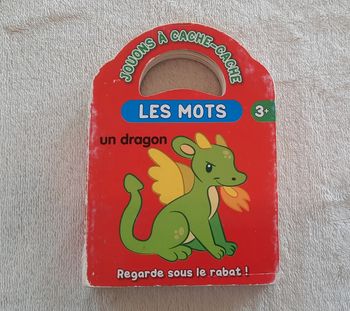 JOUONS À CACHE-CACHE
LES MOTS
3+
un dragon
Regarde sous le rabat !